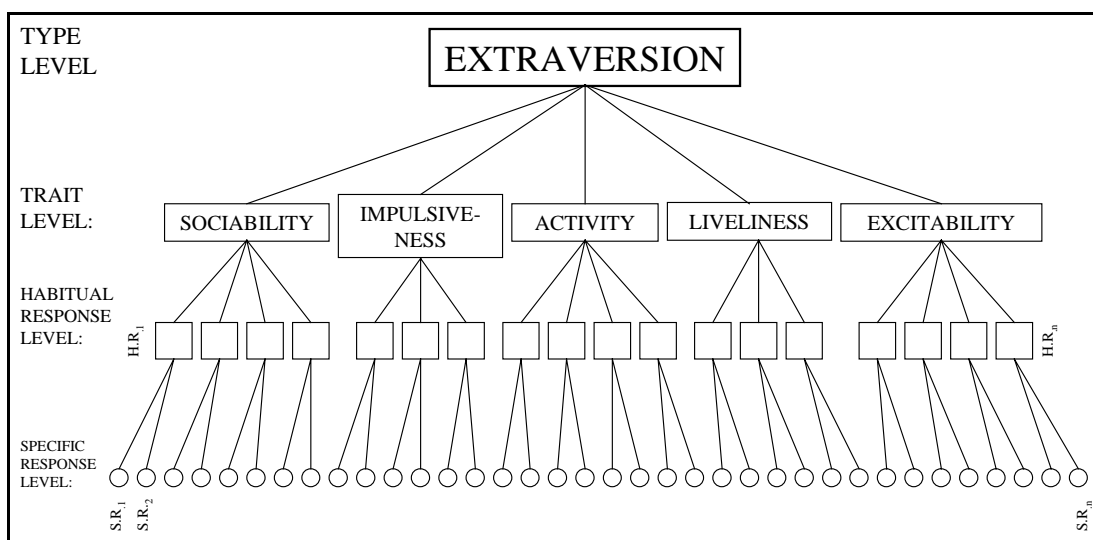 TYPE
LEVEL
EXTRAVERSION
TRAIT
LEVEL:
SOCIABILITY
IMPULSIVE-
NESS
ACTIVITY
LIVELINESS
EXCITABILITY
HABITUAL
RESPONSE
LEVEL:
H.R.,1
H.R.,n
SPECIFIC
RESPONSE
LEVEL:
S.R.,1
S.R.,2
S.R.,n